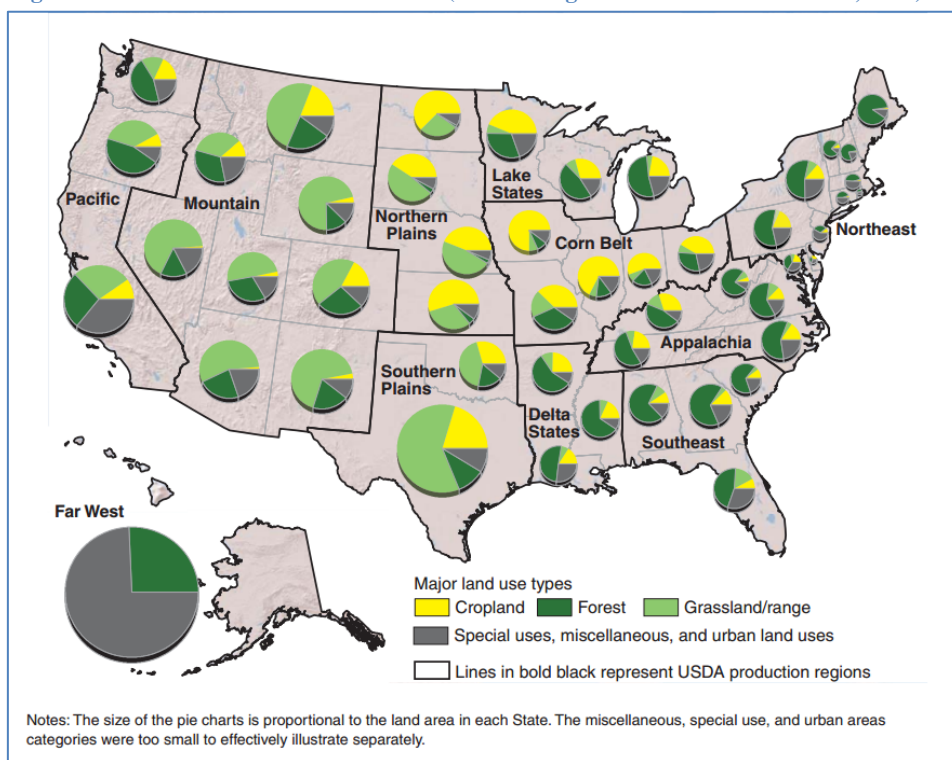 Pacific
Mountain
Northern
Plains
Lake
States
Corn Belt
Northeast
Appalachia
Southern
Plains
Delta
States
Southeast
Far West
Major land use types
Cropland Forest Grassland/range
Special uses, miscellaneous, and urban land uses
Lines in bold black represent USDA production regions
Notes: The size of the pie charts is proportional to the land area in each State. The miscellaneous, special use, and urban areas
categories were too small to effectively illustrate separately.